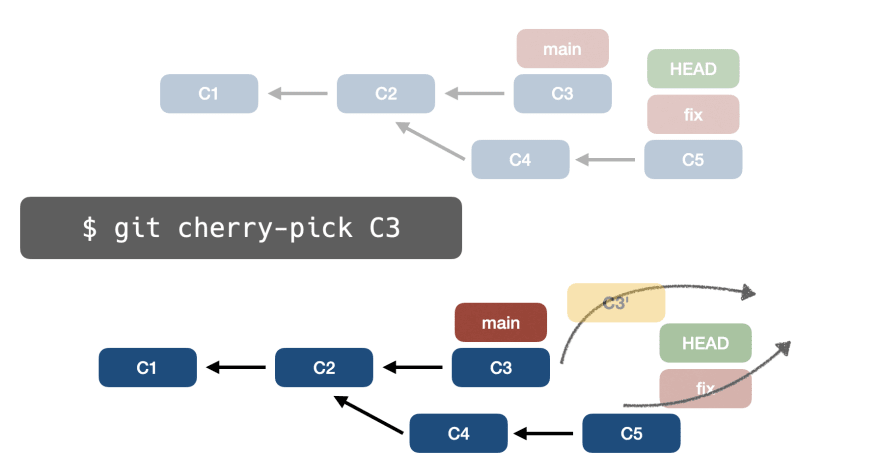 main
HEAD
C1
C2
C3
fix
C4
C5
$ git cherry-pick C3
C3'
main
HEAD
C1
C2
C3
fix
C4
C5